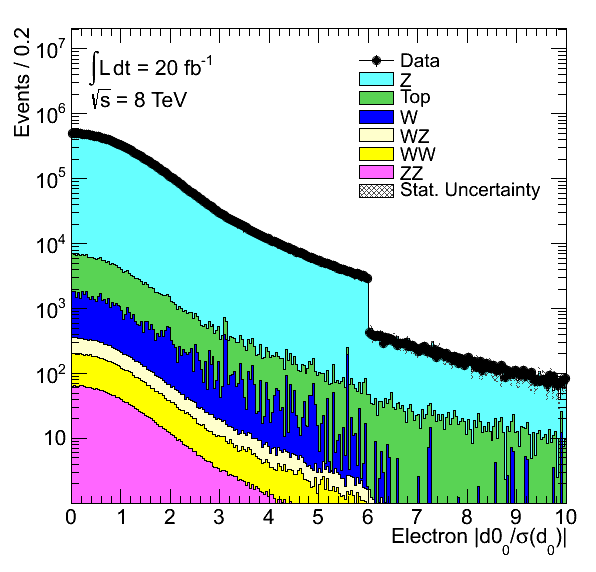 Events / 0.2
10⁷
10⁶
10⁵
10⁴
10³
10²
10
∫L dt = 20 fb⁻¹
√s = 8 TeV
Data
Z
Top
W
WZ
WW
ZZ
Stat. Uncertainty
0 1 2 3 4 5 6 7 8 9 10
Electron |d0₀/σ(d₀)|